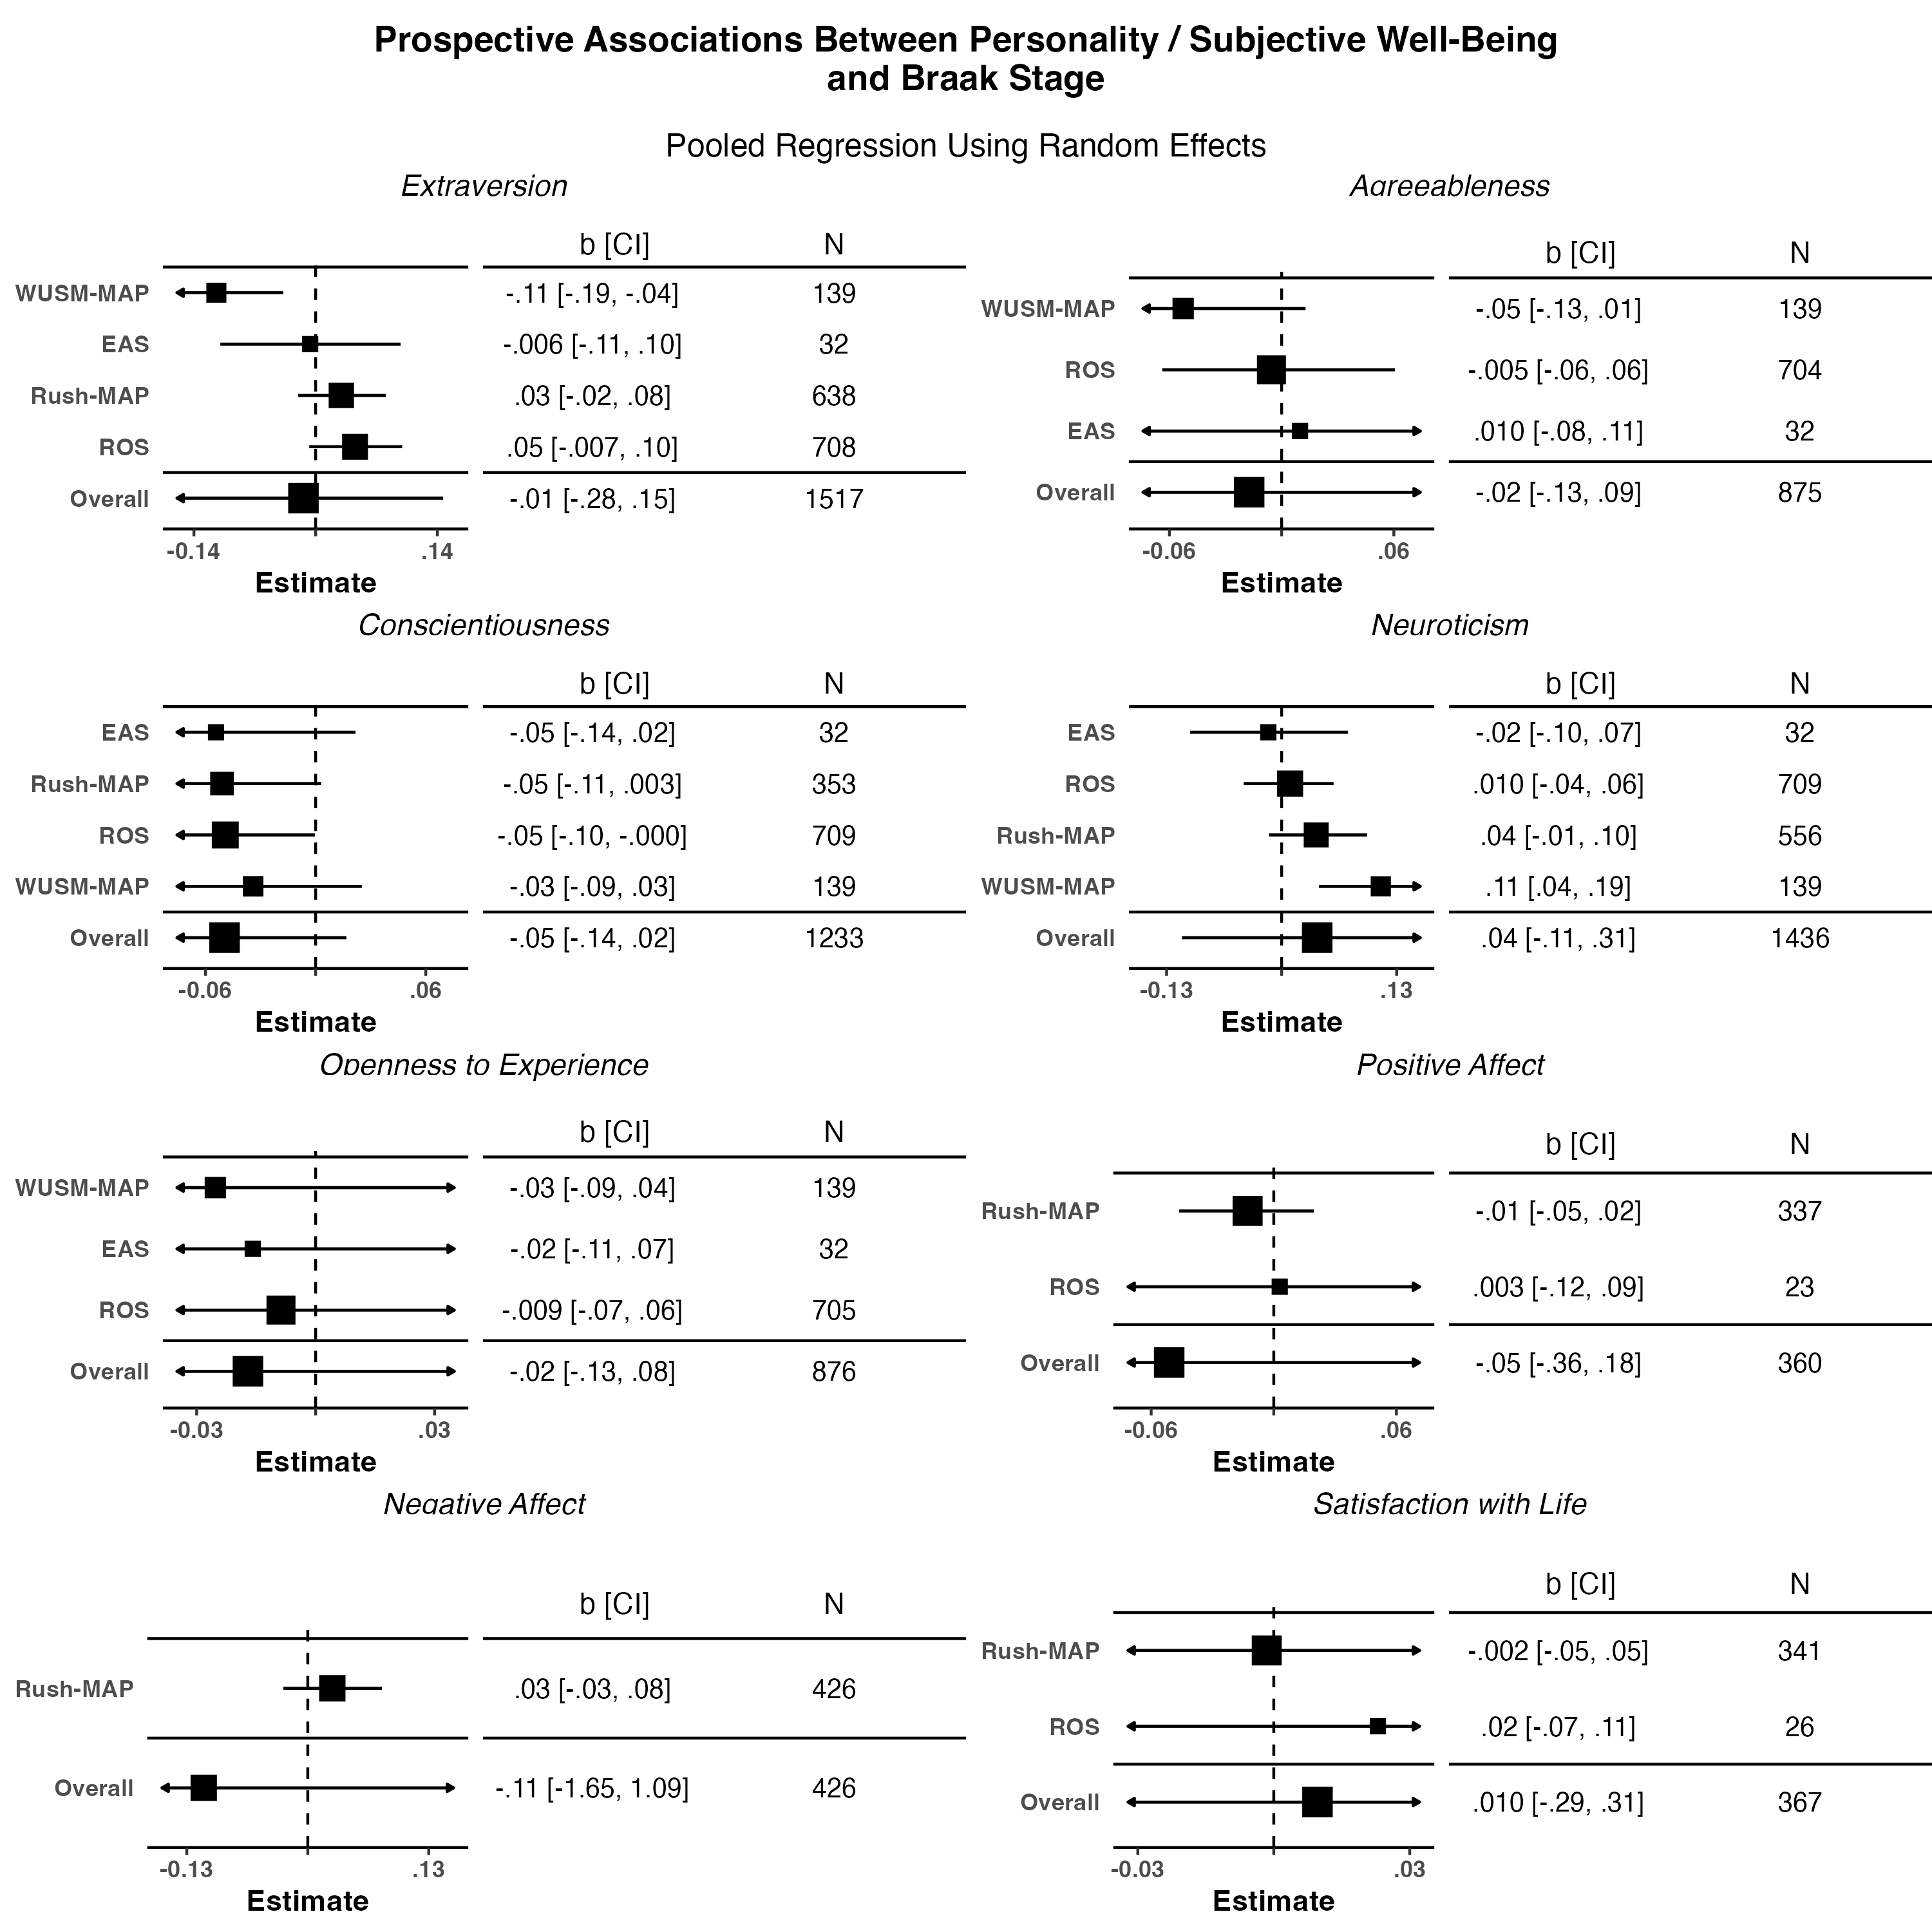 Prospective Associations Between Personality / Subjective Well-Being
and Braak Stage
Pooled Regression Using Random Effects
Extraversion
b [CI] N
WUSM-MAP -.11 [-.19, -.04] 139
EAS -.006 [-.11, .10] 32
Rush-MAP .03 [-.02, .08] 638
ROS .05 [-.007, .10] 708
Overall -.01 [-.28, .15] 1517
-0.14 .14
Estimate
Agreeableness
b [CI] N
WUSM-MAP -.05 [-.13, .01] 139
ROS -.005 [-.06, .06] 704
EAS .010 [-.08, .11] 32
Overall -.02 [-.13, .09] 875
-0.06 .06
Estimate
Conscientiousness
b [CI] N
EAS -.05 [-.14, .02] 32
Rush-MAP -.05 [-.11, .003] 353
ROS -.05 [-.10, -.000] 709
WUSM-MAP -.03 [-.09, .03] 139
Overall -.05 [-.14, .02] 1233
-0.06 .06
Estimate
Neuroticism
b [CI] N
EAS -.02 [-.10, .07] 32
ROS .010 [-.04, .06] 709
Rush-MAP .04 [-.01, .10] 556
WUSM-MAP .11 [.04, .19] 139
Overall .04 [-.11, .31] 1436
-0.13 .13
Estimate
Openness to Experience
b [CI] N
WUSM-MAP -.03 [-.09, .04] 139
EAS -.02 [-.11, .07] 32
ROS -.009 [-.07, .06] 705
Overall -.02 [-.13, .08] 876
-0.03 .03
Estimate
Positive Affect
b [CI] N
Rush-MAP -.01 [-.05, .02] 337
ROS .003 [-.12, .09] 23
Overall -.05 [-.36, .18] 360
-0.06 .06
Estimate
Negative Affect
b [CI] N
Rush-MAP .03 [-.03, .08] 426
Overall -.11 [-1.65, 1.09] 426
-0.13 .13
Estimate
Satisfaction with Life
b [CI] N
Rush-MAP -.002 [-.05, .05] 341
ROS .02 [-.07, .11] 26
Overall .010 [-.29, .31] 367
-0.03 .03
Estimate